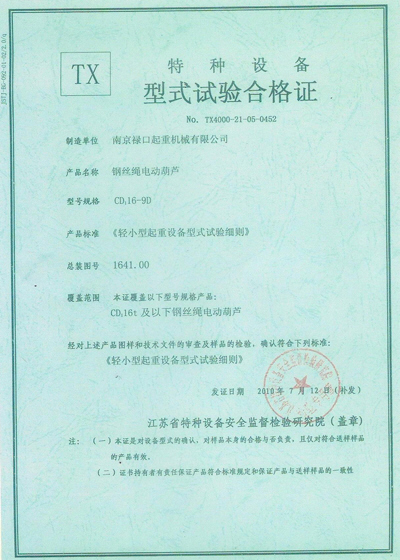 TX
特种设备
型式试验合格证
No. TX4000-21-05-0452
制造单位 南京禄口起重机械有限公司
产品名称 钢丝绳电动葫芦
型号规格 CD₁16-9D
产品标准 《轻小型起重设备型式试验细则》
总装图号 1641.00
覆盖范围 本证覆盖以下型号规格产品:
CD₁16t 及以下钢丝绳电动葫芦
经对上述产品图样和技术文件的审查及样品的检验，确认符合下列标准:
《轻小型起重设备型式试验细则》
发证日期 2010年 7月 12日(补发)
江苏省特种设备安全监督检验研究院(盖章)
注: (一)本证是对设备型式的确认，对样品本身的合格与否负责，且仅对符合送样样品
的产品有效。
(二)证书持有者有责任保证产品符合标准规定和保证产品与送样样品的一致性